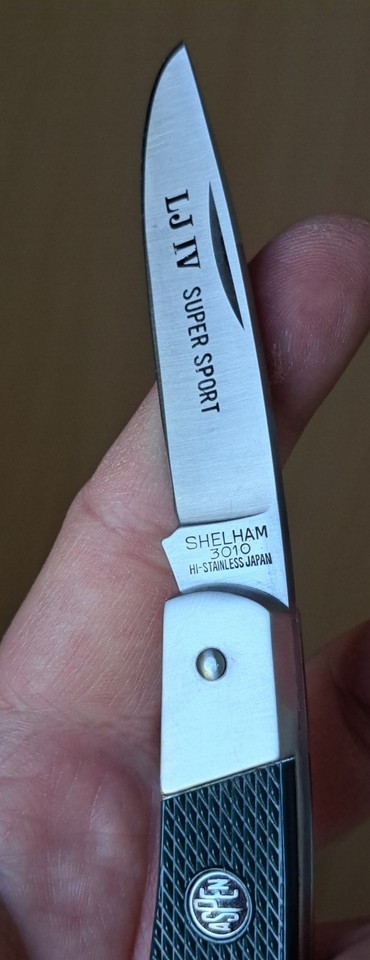 LJ IV SUPER SPORT
SHELHAM
3010
HI-STAINLESS JAPAN
ASPEN